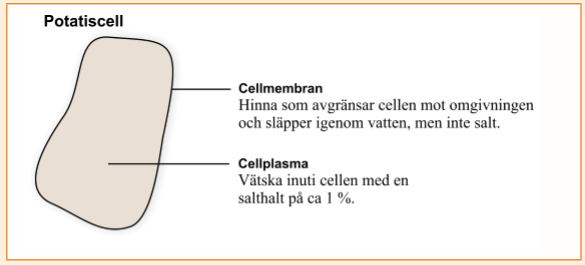 Potatiscell
Cellmembran
Hinna som avgränsar cellen mot omgivningen
och släpper igenom vatten, men inte salt.
Cellplasma
Vätska inuti cellen med en
salthalt på ca 1 %.